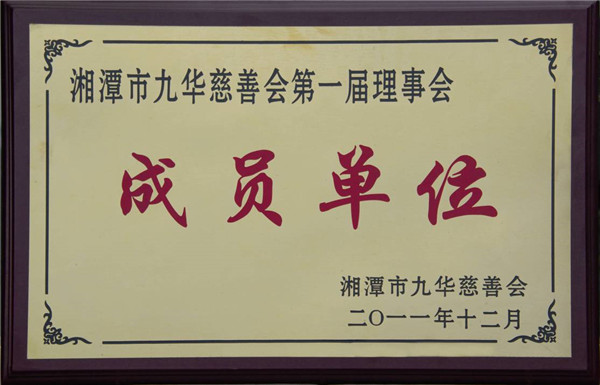 湘潭市九华慈善会第一届理事会
成员单位
湘潭市九华慈善会
二〇一一年十二月